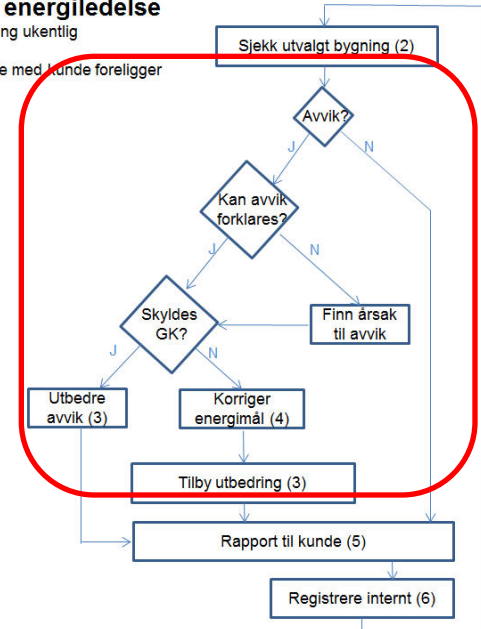 energiledelse
ng ukentlig
e med kunde foreligger
Sjekk utvalgt bygning (2)
Avvik?
J
N
Kan avvik
forklares?
J
N
Skyldes
GK?
Finn årsak
til avvik
J
N
Utbedre
avvik (3)
Korriger
energimål (4)
Tilby utbedring (3)
Rapport til kunde (5)
Registrere internt (6)